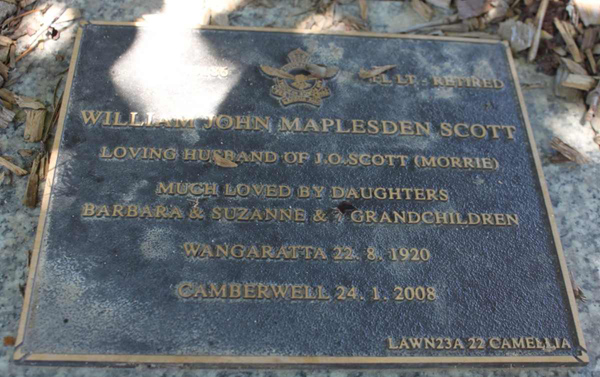 FL LT - RETIRED
WILLIAM JOHN MAPLESDEN SCOTT
LOVING HUSBAND OF J.O.SCOTT (MORRIE)
MUCH LOVED BY DAUGHTERS
BARBARA & SUZANNE & GRANDCHILDREN
WANGARATTA 22. 8. 1920
CAMBERWELL 24. 1. 2008
LAWN23A 22 CAMELLIA